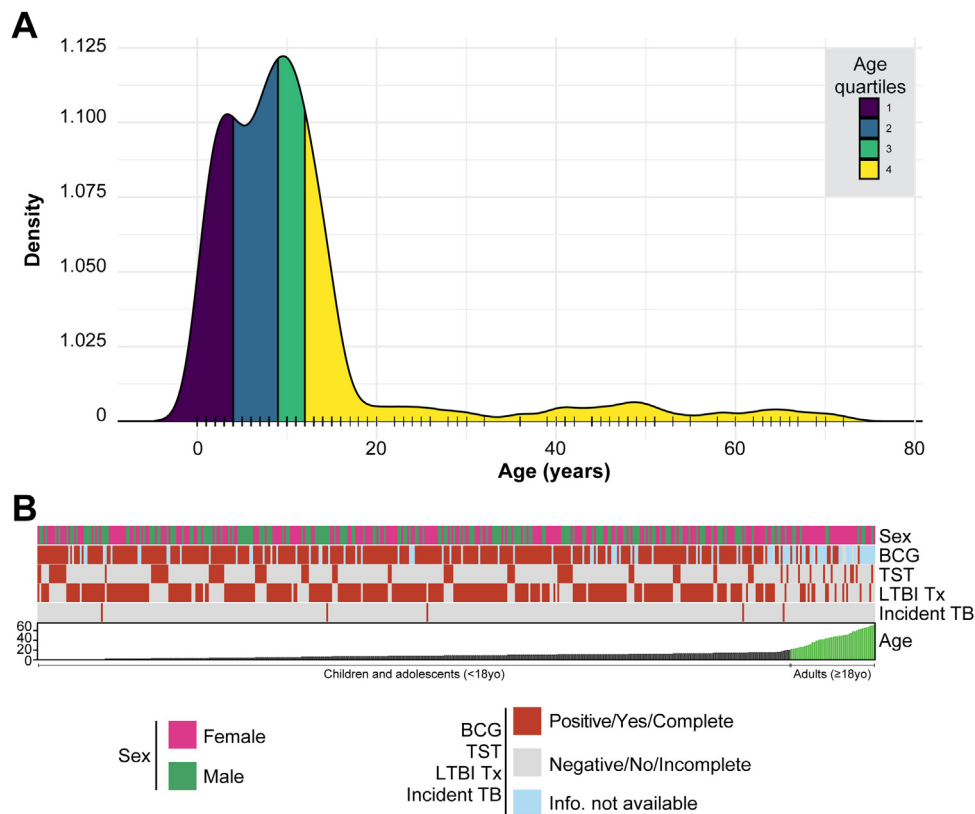 A
1.125
1.100
1.075
1.050
1.025
0
Density
0 20 40 60 80
Age (years)
Age
quartiles
1
2
3
4
B
Sex
BCG
TST
LTBI Tx
Incident TB
Age
60
40
20
0
Children and adolescents (<18yo)
Adults (≥18yo)
Sex
Female
Male
BCG
TST
LTBI Tx
Incident TB
Positive/Yes/Complete
Negative/No/Incomplete
Info. not available